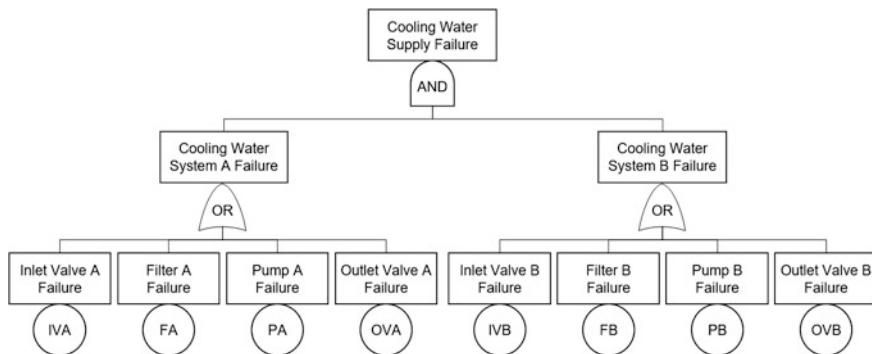 Cooling Water
Supply Failure
AND
Cooling Water
System A Failure
Cooling Water
System B Failure
OR
OR
Inlet Valve A
Failure
Filter A
Failure
Pump A
Failure
Outlet Valve A
Failure
Inlet Valve B
Failure
Filter B
Failure
Pump B
Failure
Outlet Valve B
Failure
IVA
FA
PA
OVA
IVB
FB
PB
OVB